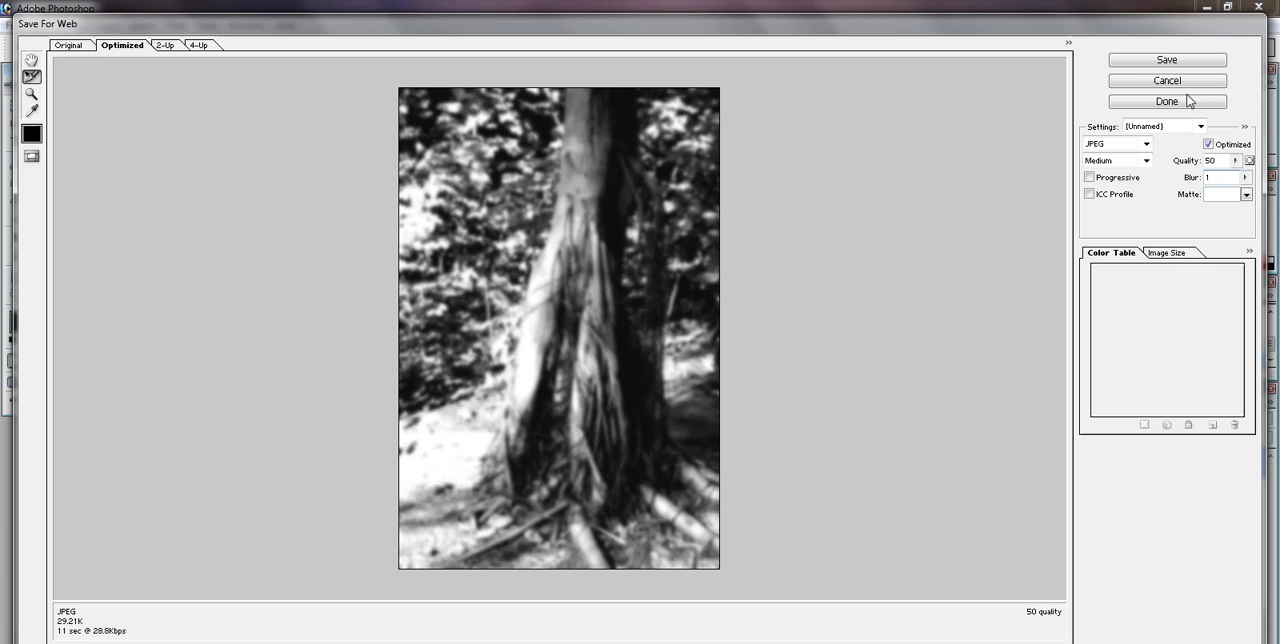 Adobe Photoshop
Save For Web
Original
Optimized
2-Up
4-Up
Save
Cancel
Done
Settings: [Unnamed]
JPEG
Optimized
Medium
Quality: 50
Progressive
Blur: 1
ICC Profile
Matte:
Color Table
Image Size
JPEG
29.21K
11 sec @ 28.8Kbps
50 quality